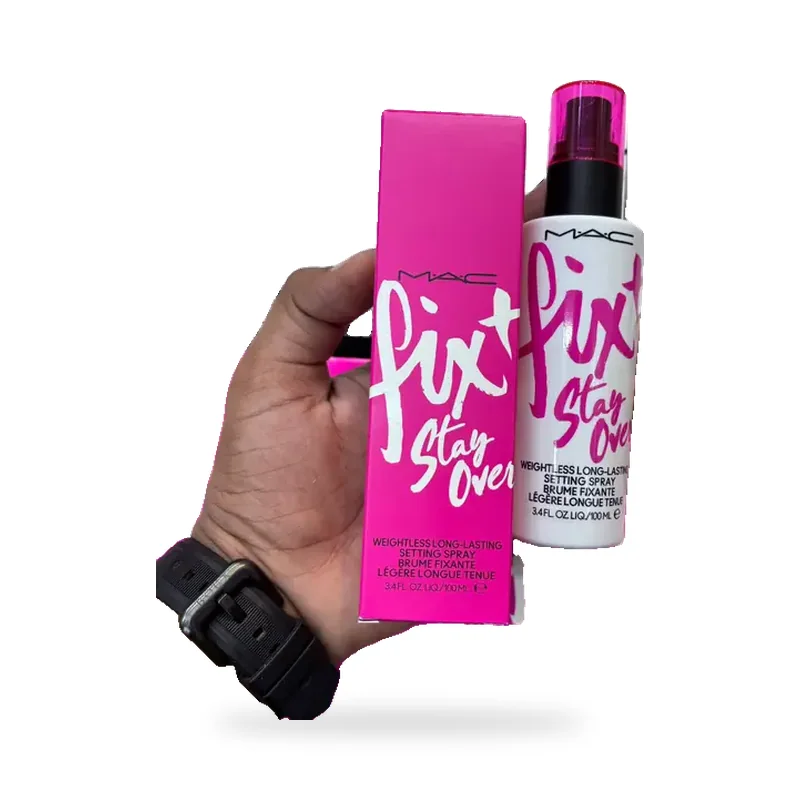 M·A·C
fix+
Stay
Over
WEIGHTLESS LONG-LASTING
SETTING SPRAY
BRUME FIXANTE
LÉGÈRE LONGUE TENUE
3.4 FL. OZ. LIQ./100 ML ℮
M·A·C
fix+
Stay
Over
WEIGHTLESS LONG-LASTING
SETTING SPRAY
BRUME FIXANTE
LÉGÈRE LONGUE TENUE
3.4 FL. OZ. LIQ./100 ML ℮